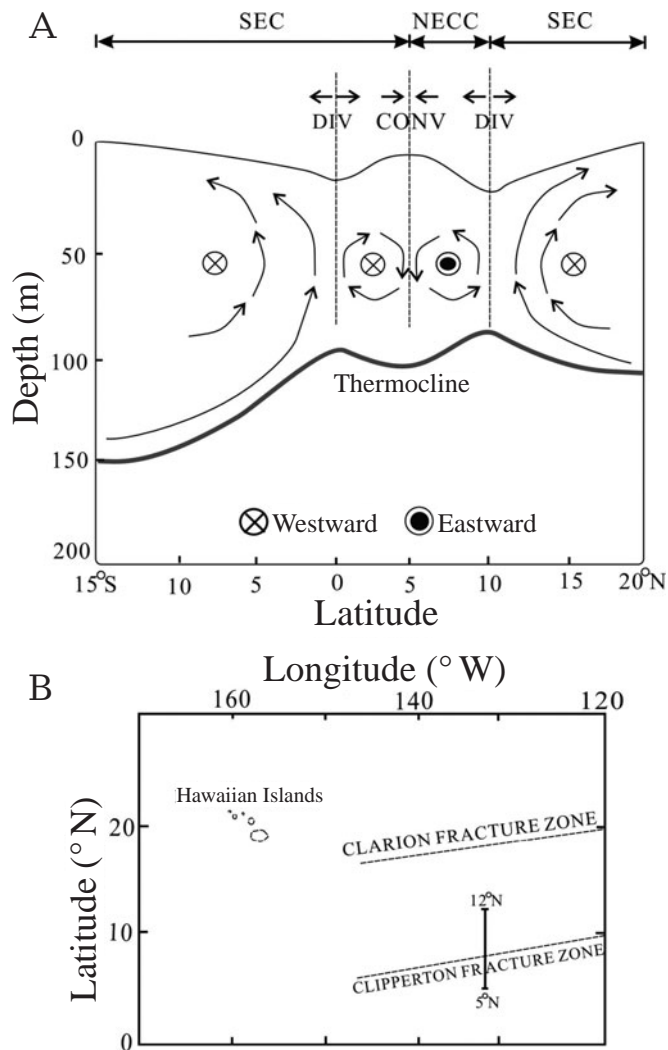 A
SEC NECC SEC
DIV CONV DIV
0
50
100
150
200
Depth (m)
Thermocline
Westward Eastward
15°S 10 5 0 5 10 15 20°N
Latitude
B
Longitude (° W)
160 140 120
Hawaiian Islands
20
10
0
Latitude (° N)
CLARION FRACTURE ZONE
12°N
CLIPPERTON FRACTURE ZONE
5°N